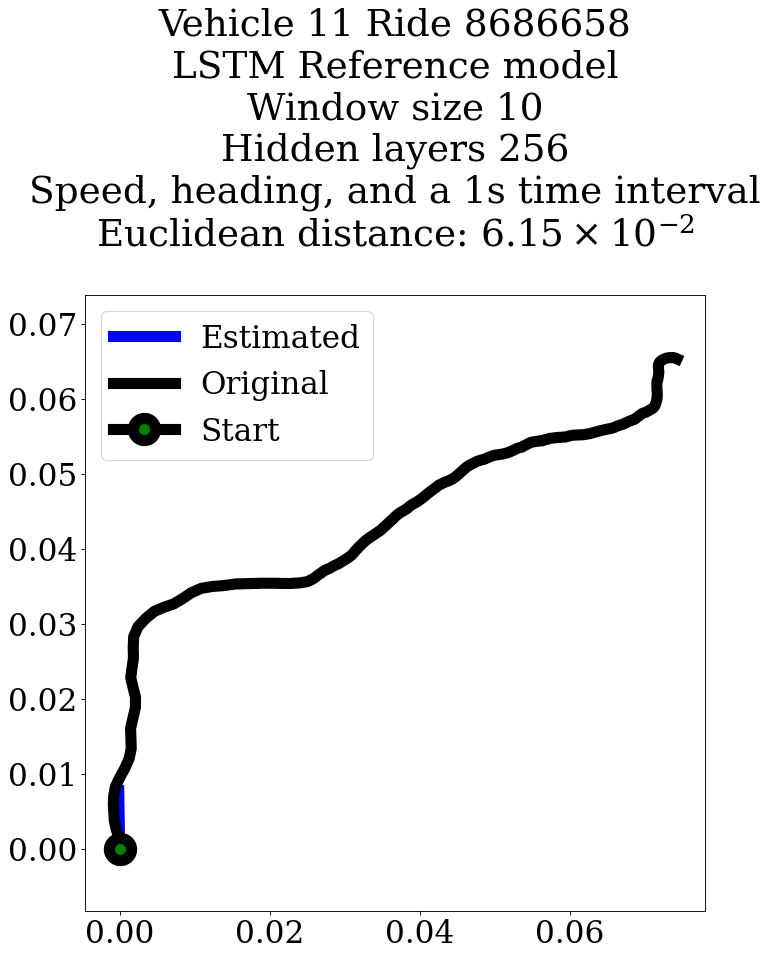 Vehicle 11 Ride 8686658
LSTM Reference model
Window size 10
Hidden layers 256
Speed, heading, and a 1s time interval
Euclidean distance: 6.15 × 10⁻²
Estimated
Original
Start
0.07
0.06
0.05
0.04
0.03
0.02
0.01
0.00
0.00 0.02 0.04 0.06